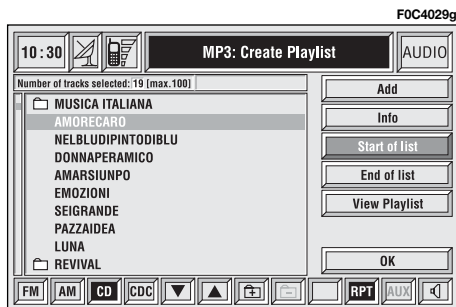 F0C4029g
10:30 MP3: Create Playlist AUDIO
Number of tracks selected: 19 [max.100]
MUSICA ITALIANA
AMORECARO
NELBLUDIPINTODIBLU
DONNAPERAMICO
AMARSIUNPO
EMOZIONI
SEIGRANDE
PAZZAIDEA
LUNA
REVIVAL
Add
Info
Start of list
End of list
View Playlist
OK
FM AM CD CDC RPT AUX